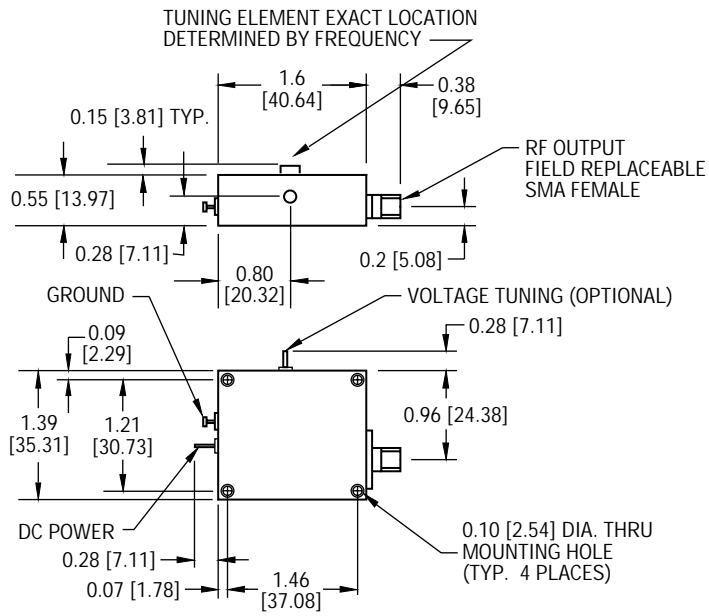 TUNING ELEMENT EXACT LOCATION
DETERMINED BY FREQUENCY
1.6
[40.64]
0.38
[9.65]
0.15 [3.81] TYP.
RF OUTPUT
FIELD REPLACEABLE
SMA FEMALE
0.55 [13.97]
0.28 [7.11]
0.2 [5.08]
0.80
[20.32]
GROUND
VOLTAGE TUNING (OPTIONAL)
0.28 [7.11]
0.09
[2.29]
1.39
[35.31]
1.21
[30.73]
0.96 [24.38]
DC POWER
0.28 [7.11]
0.07 [1.78]
1.46
[37.08]
0.10 [2.54] DIA. THRU
MOUNTING HOLE
(TYP. 4 PLACES)